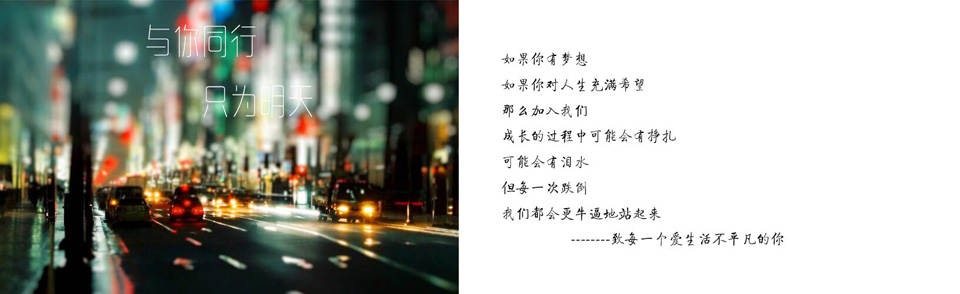 与你同行
只为明天
如果你有梦想
如果你对人生充满希望
那么加入我们
成长的过程中可能会有挣扎
可能会有泪水
但每一次跌倒
我们都会更牛逼地站起来
--------致每一个爱生活不平凡的你